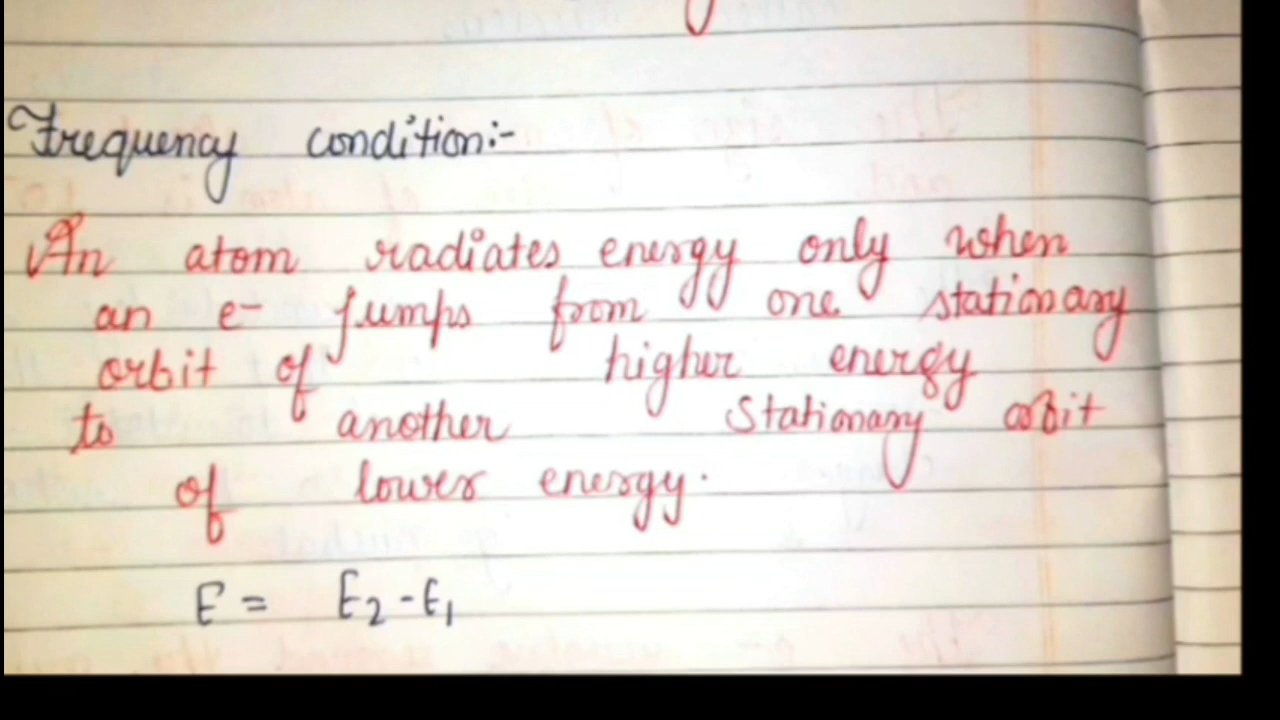 Frequency condition:-
An atom radiates energy only when
an e- jumps from one stationary
orbit of higher energy
to another stationary orbit
of lower energy.
E = E₂-E₁